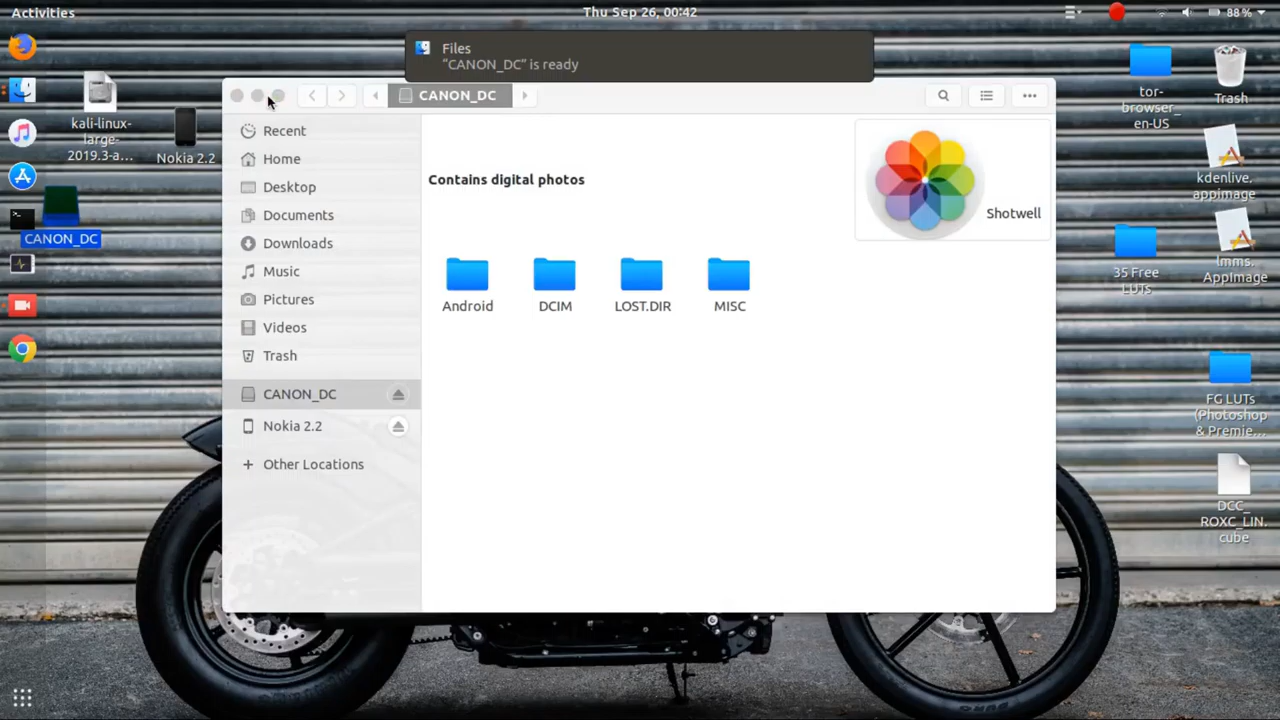 Activities
Thu Sep 26, 00:42
88 %
Files
“CANON_DC” is ready
CANON_DC
Recent
Home
Desktop
Documents
Downloads
Music
Pictures
Videos
Trash
CANON_DC
Nokia 2.2
Other Locations
Contains digital photos
Shotwell
Android
DCIM
LOST.DIR
MISC
kali-linux-
large-
2019.3-a...
Nokia 2.2
CANON_DC
tor-
browser_
en-US
Trash
kdenlive.
appimage
35 Free
LUTs
lmms.
AppImage
FG LUTs
(Photoshop
& Premie...
DCC_
ROXC_LIN.
cube